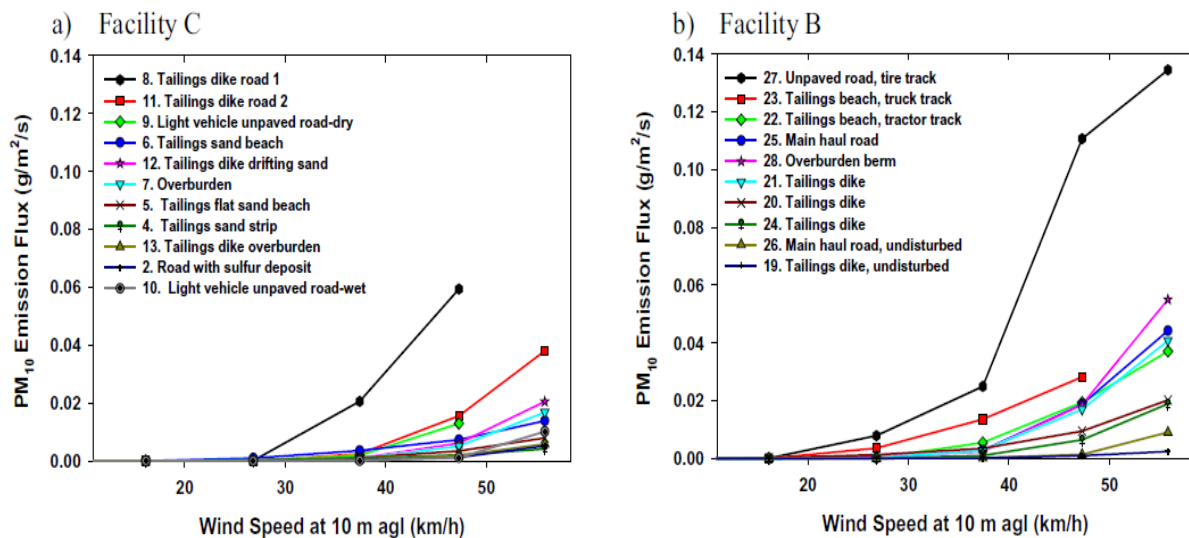 a) Facility C
PM10 Emission Flux (g/m²/s)
0.14
0.12
0.10
0.08
0.06
0.04
0.02
0.00
8. Tailings dike road 1
11. Tailings dike road 2
9. Light vehicle unpaved road-dry
6. Tailings sand beach
12. Tailings dike drifting sand
7. Overburden
5. Tailings flat sand beach
4. Tailings sand strip
13. Tailings dike overburden
2. Road with sulfur deposit
10. Light vehicle unpaved road-wet
20 30 40 50
Wind Speed at 10 m agl (km/h)
b) Facility B
PM10 Emission Flux (g/m²/s)
0.14
0.12
0.10
0.08
0.06
0.04
0.02
0.00
27. Unpaved road, tire track
23. Tailings beach, truck track
22. Tailings beach, tractor track
25. Main haul road
28. Overburden berm
21. Tailings dike
20. Tailings dike
24. Tailings dike
26. Main haul road, undisturbed
19. Tailings dike, undisturbed
20 30 40 50
Wind Speed at 10 m agl (km/h)